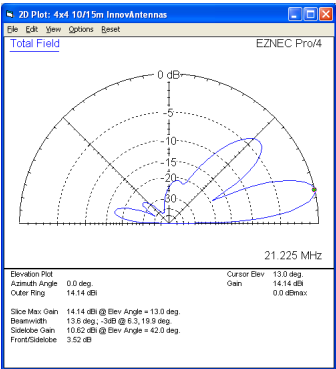 2D Plot: 4x4 10/15m InnovAntennas
File Edit View Options Reset
Total Field
EZNEC Pro/4
0 dB
-5
-10
-15
-20
-30
21.225 MHz
Elevation Plot
Azimuth Angle 0.0 deg.
Outer Ring 14.14 dBi
Cursor Elev 13.0 deg.
Gain 14.14 dBi
0.0 dBmax
Slice Max Gain 14.14 dBi @ Elev Angle = 13.0 deg.
Beamwidth 13.6 deg.; -3dB @ 6.3, 19.9 deg.
Sidelobe Gain 10.62 dBi @ Elev Angle = 42.0 deg.
Front/Sidelobe 3.52 dB